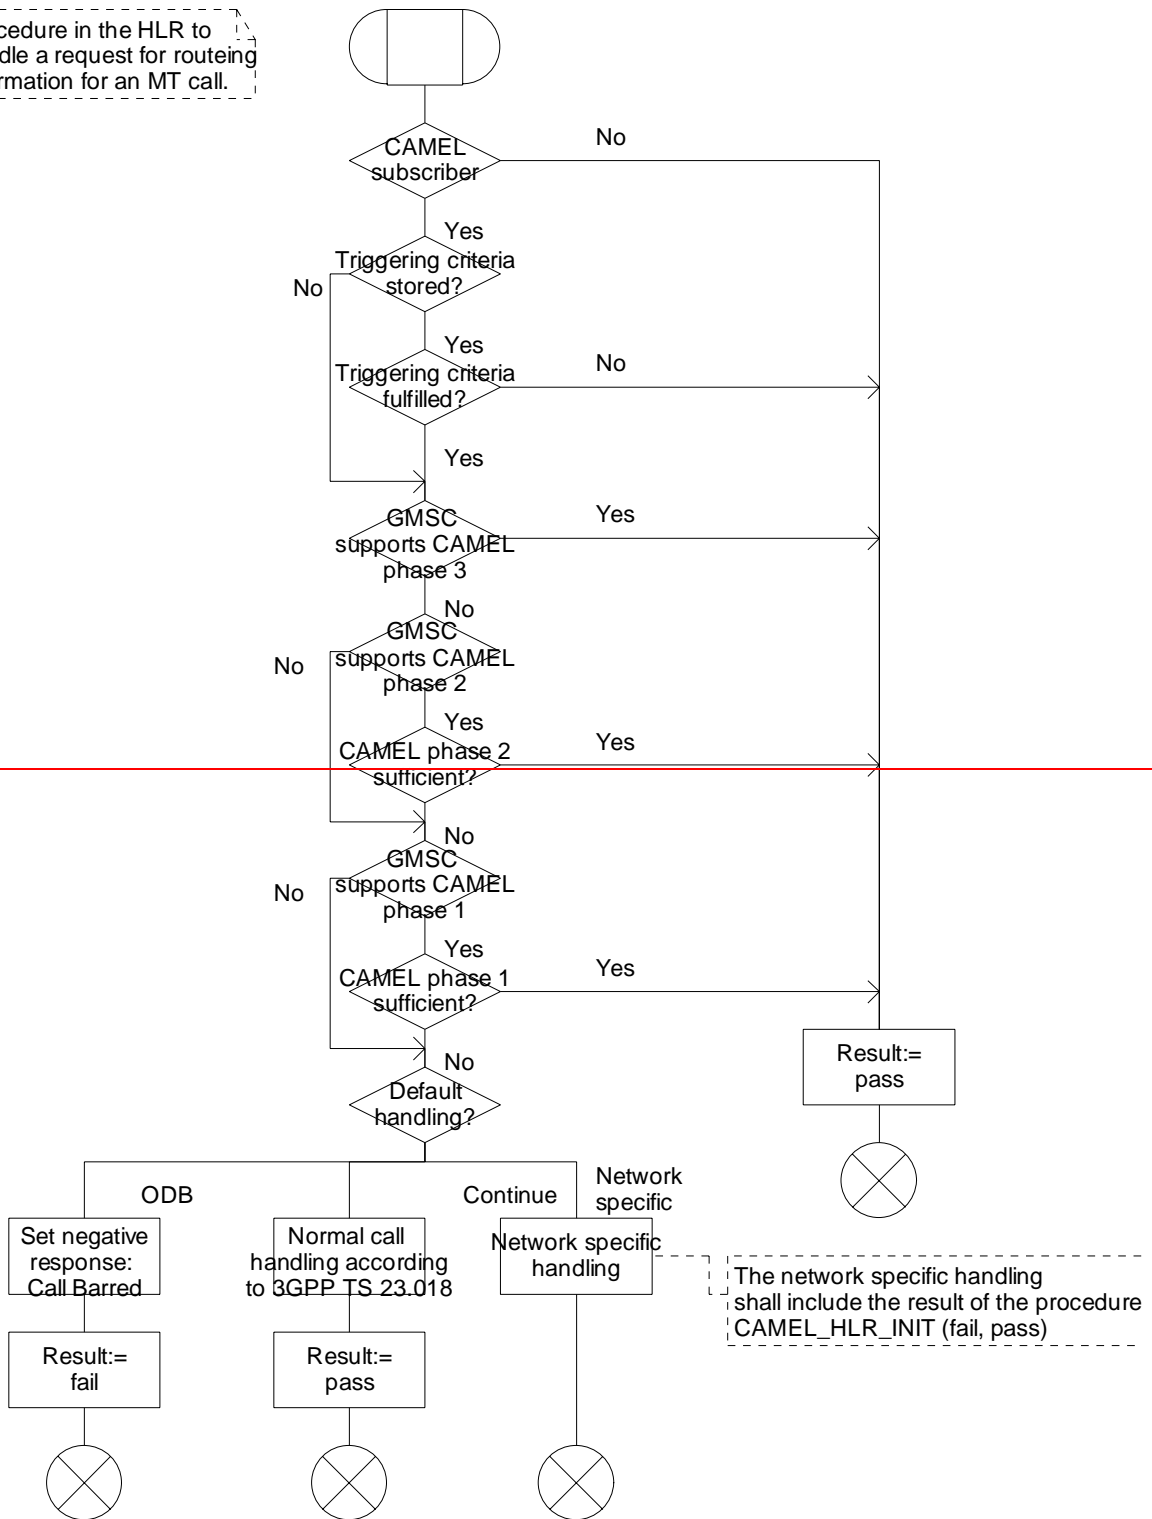 cedure in the HLR to
dle a request for routeing
rmation for an MT call.
CAMEL
subscriber
No
Yes
Triggering criteria
stored?
No
Yes
Triggering criteria
fulfilled?
No
Yes
GMSC
supports CAMEL
phase 3
Yes
No
GMSC
supports CAMEL
phase 2
No
Yes
CAMEL phase 2
sufficient?
Yes
No
GMSC
supports CAMEL
phase 1
No
Yes
CAMEL phase 1
sufficient?
Yes
No
Result:=
pass
Default
handling?
ODB
Continue
Network
specific
Set negative
response:
Call Barred
Normal call
handling according
to 3GPP TS 23.018
Network specific
handling
The network specific handling
shall include the result of the procedure
CAMEL_HLR_INIT (fail, pass)
Result:=
fail
Result:=
pass